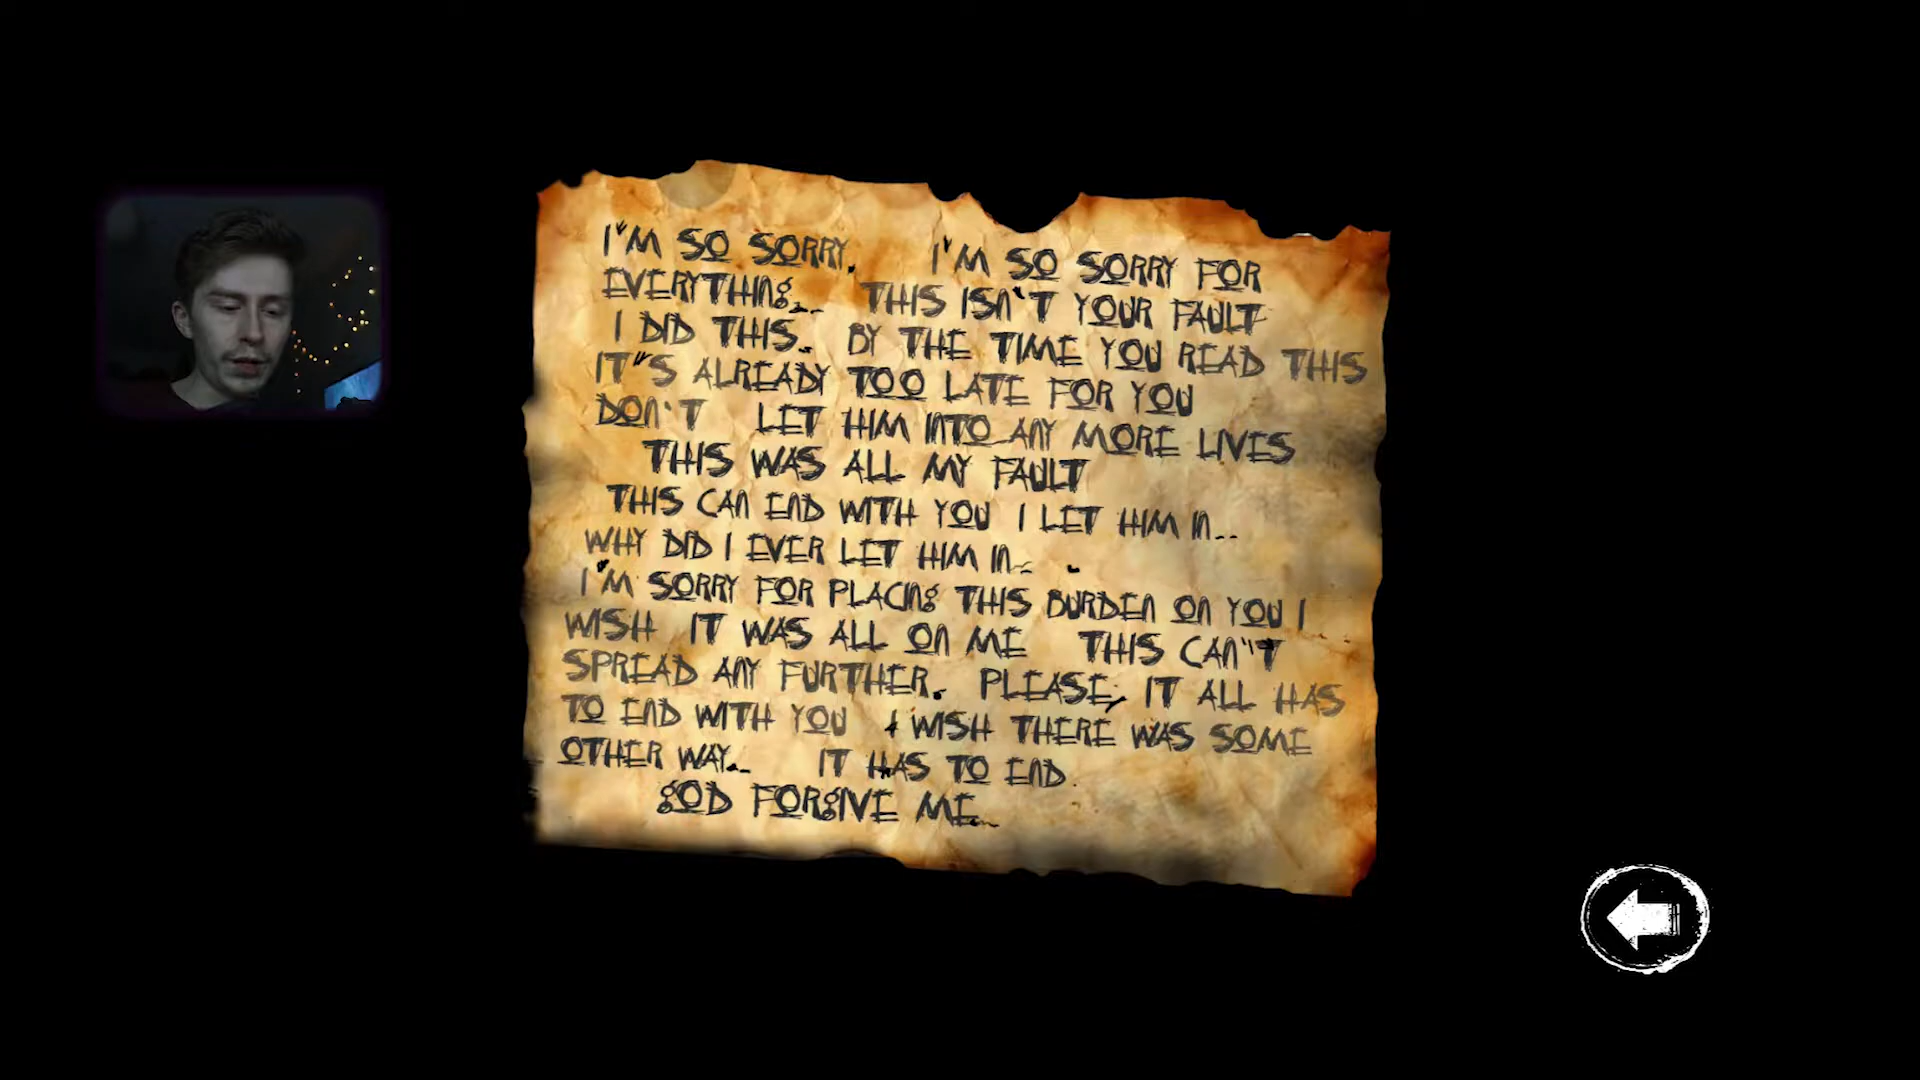 I'M SO SORRY. I'M SO SORRY FOR
EVERYTHING... THIS ISN'T YOUR FAULT
I DID THIS.. BY THE TIME YOU READ THIS
IT"S ALREADY TOO LATE FOR YOU
DON'T LET HIM INTO ANY MORE LIVES
THIS WAS ALL MY FAULT
THIS CAN END WITH YOU I LET HIM IN...
WHY DID I EVER LET HIM IN...
I'M SORRY FOR PLACING THIS BURDEN ON YOU I
WISH IT WAS ALL ON ME THIS CAN'T
SPREAD ANY FURTHER. PLEASE, IT ALL HAS
TO END WITH YOU I WISH THERE WAS SOME
OTHER WAY... IT HAS TO END.
GOD FORGIVE ME...